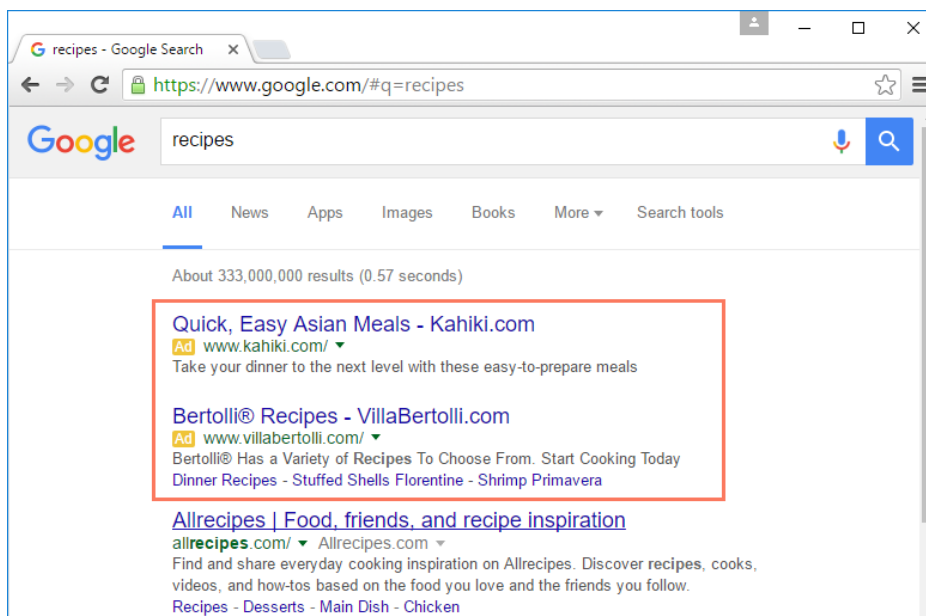 recipes - Google Search
https://www.google.com/#q=recipes
Google recipes
All News Apps Images Books More Search tools
About 333,000,000 results (0.57 seconds)
Quick, Easy Asian Meals - Kahiki.com
Ad www.kahiki.com/
Take your dinner to the next level with these easy-to-prepare meals
Bertolli® Recipes - VillaBertolli.com
Ad www.villabertolli.com/
Bertolli® Has a Variety of Recipes To Choose From. Start Cooking Today
Dinner Recipes - Stuffed Shells Florentine - Shrimp Primavera
Allrecipes | Food, friends, and recipe inspiration
allrecipes.com/ Allrecipes.com
Find and share everyday cooking inspiration on Allrecipes. Discover recipes, cooks,
videos, and how-tos based on the food you love and the friends you follow.
Recipes - Desserts - Main Dish - Chicken